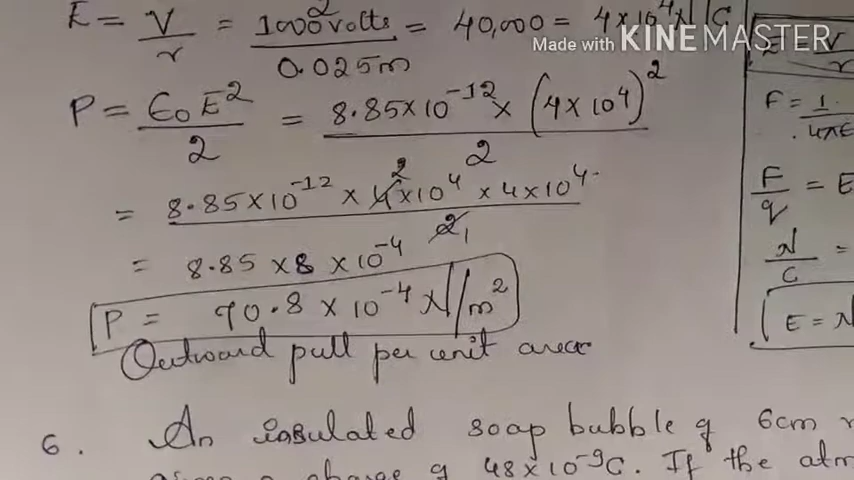 E = V/r = 1000 volts / 0.025m = 40,000 = 4×10⁴ N/C
Made with KINEMASTER
P = ϵ₀E²/2 = 8.85×10⁻¹² × (4×10⁴)² / 2
= 8.85×10⁻¹² × 4×10⁴ × 4×10⁴ / 2
= 8.85 × 8 × 10⁻⁴
P = 70.8 × 10⁻⁴ N/m²
Outward pull per unit area
6. An insulated soap bubble of 6cm
a charge of 48×10⁻⁹C. If the
V/r
F = 1/4πϵ
F/q = E
N/C =
E = N